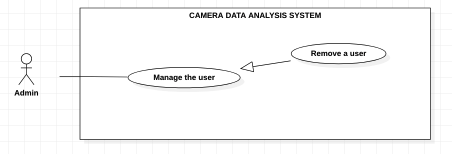 CAMERA DATA ANALYSIS SYSTEM
Remove a user
Manage the user
Admin